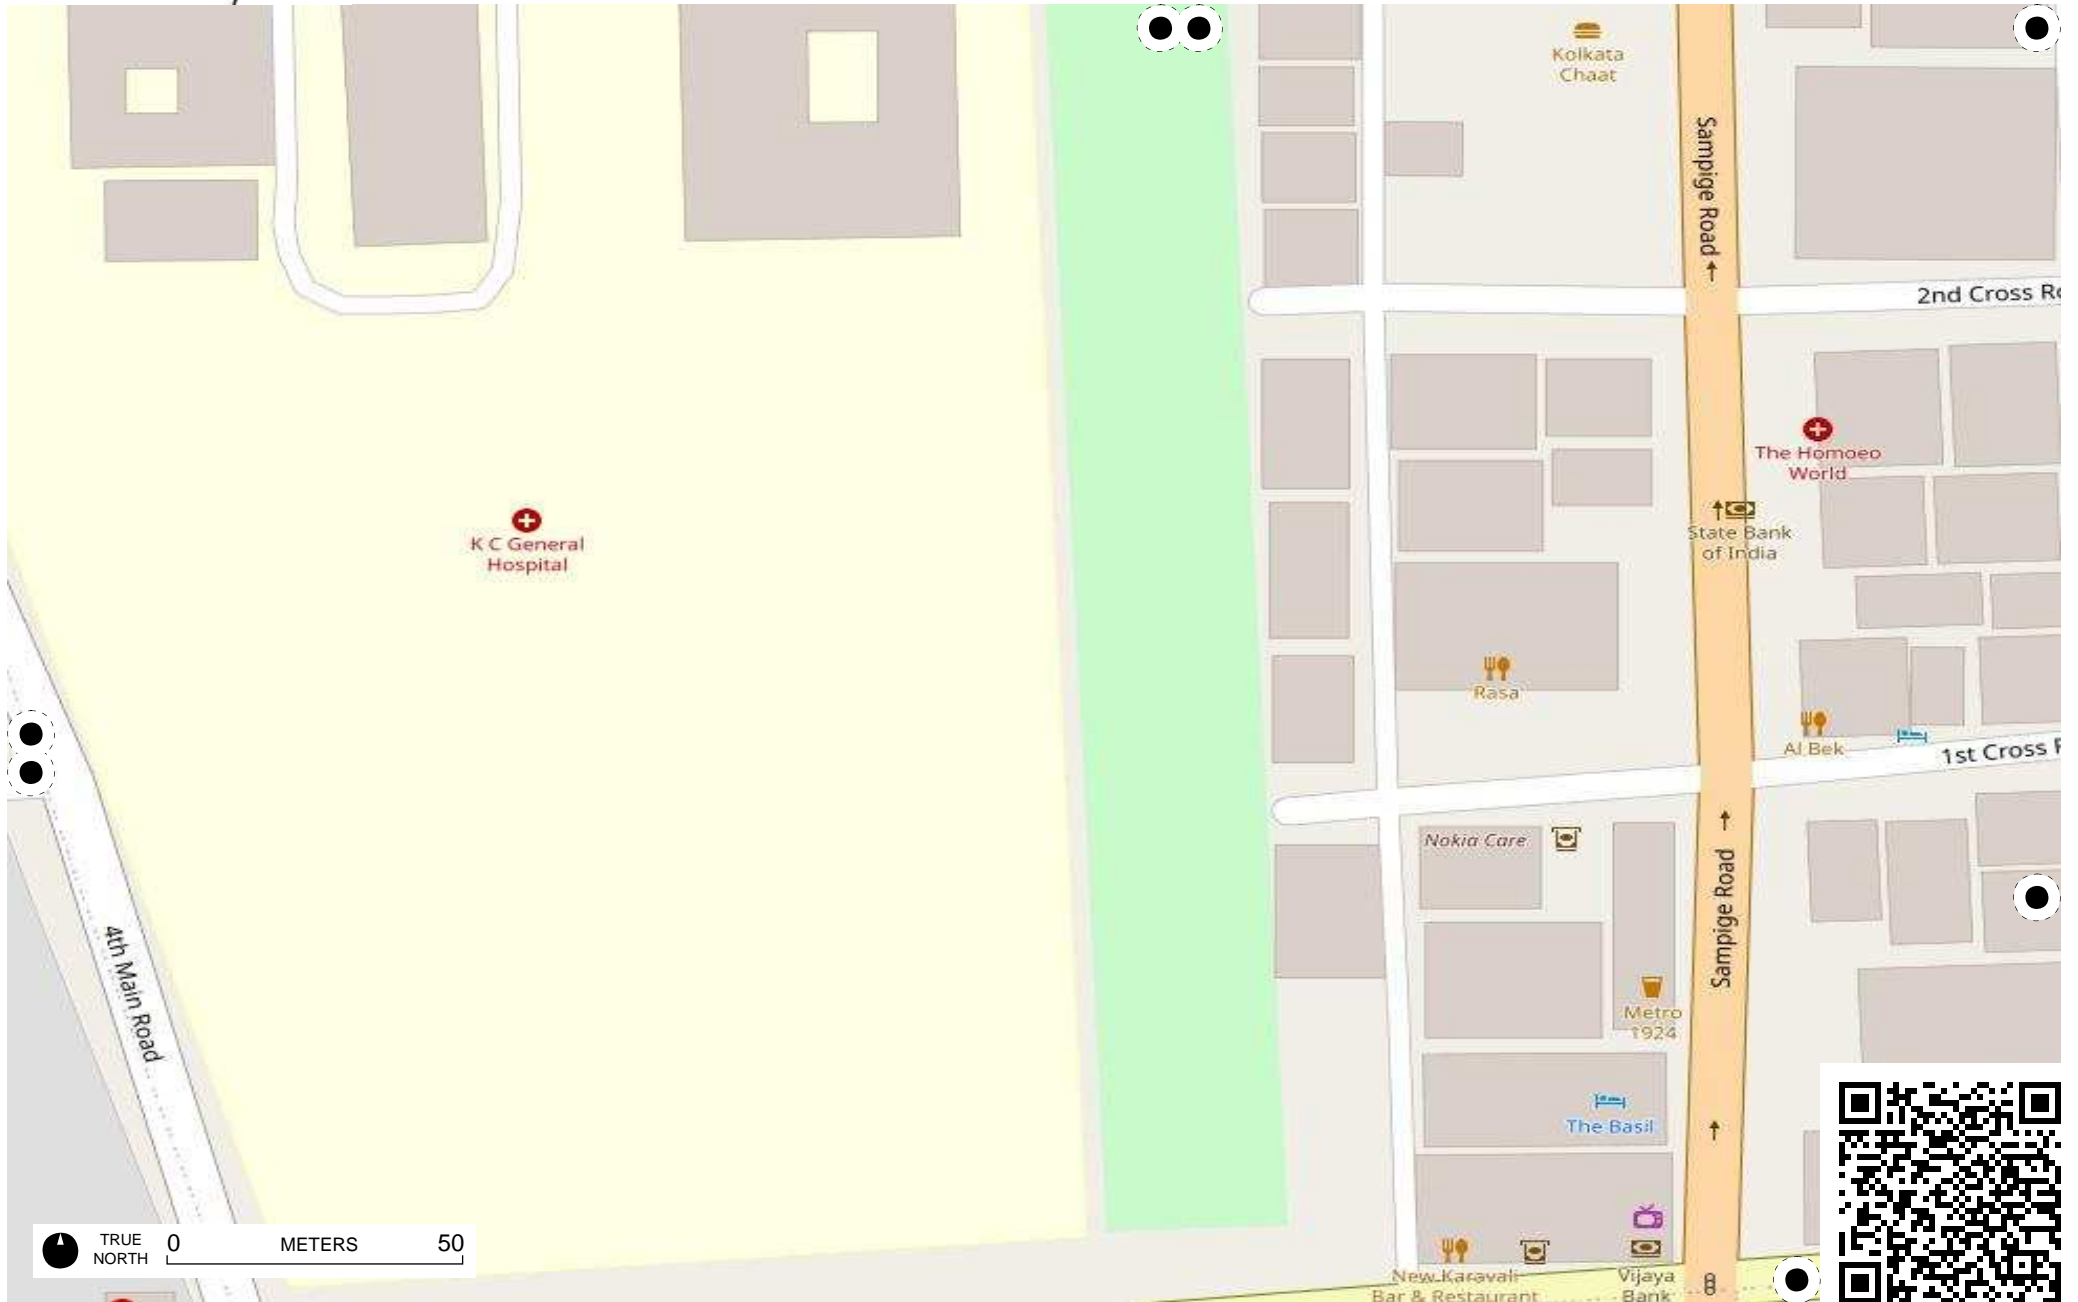 Kolkata
Chaat
Sampige Road
2nd Cross
The Homoeo
World
State Bank
of India
K C General
Hospital
Rasa
Al Bek
1st Cross
Nokia Care
Sampige Road
4th Main Road
Metro
1924
The Basil
TRUE
NORTH
0 METERS 50
New Karavali
Bar & Restaurant
Vijaya
Bank